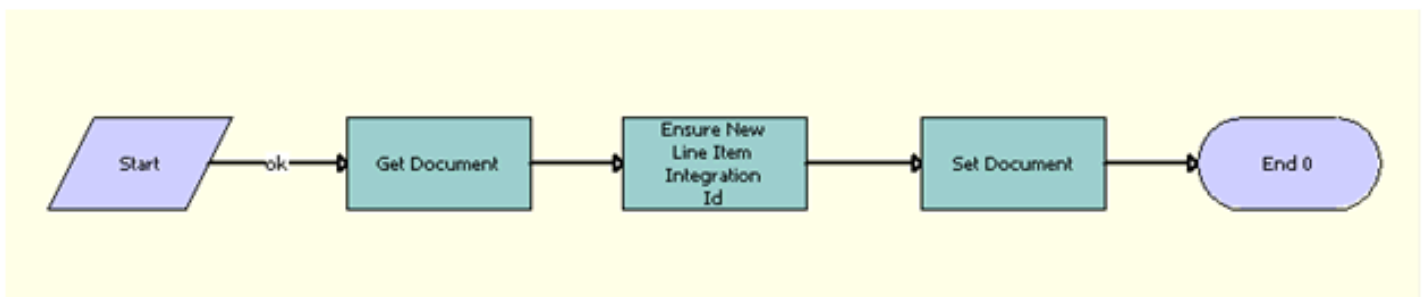 Start
ok
Get Document
Ensure New
Line Item
Integration
Id
Set Document
End 0